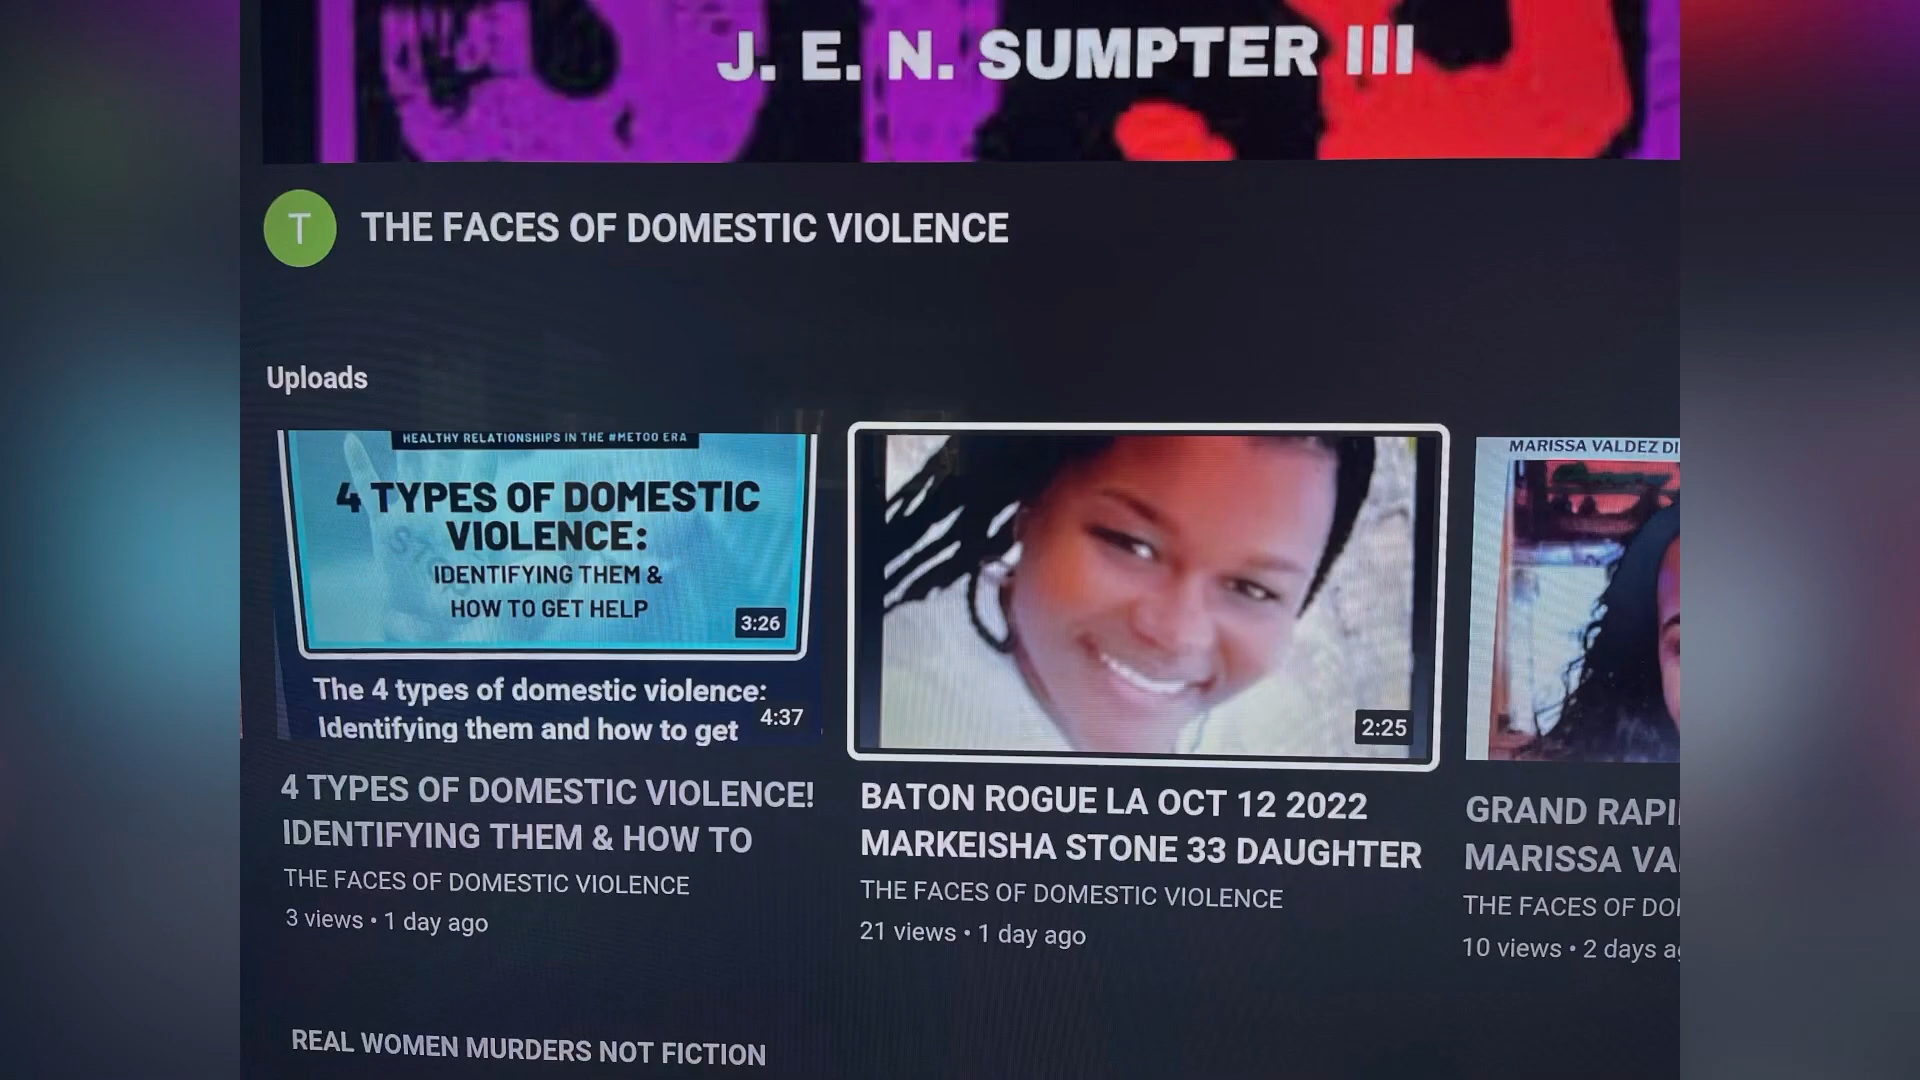 J. E. N. SUMPTER III
T THE FACES OF DOMESTIC VIOLENCE
Uploads
HEALTHY RELATIONSHIPS IN THE #METOO ERA
4 TYPES OF DOMESTIC
VIOLENCE:
IDENTIFYING THEM &
HOW TO GET HELP
3:26
The 4 types of domestic violence:
Identifying them and how to get
4:37
4 TYPES OF DOMESTIC VIOLENCE!
IDENTIFYING THEM & HOW TO
THE FACES OF DOMESTIC VIOLENCE
3 views • 1 day ago
2:25
BATON ROGUE LA OCT 12 2022
MARKEISHA STONE 33 DAUGHTER
THE FACES OF DOMESTIC VIOLENCE
21 views • 1 day ago
MARISSA VALDEZ DI
GRAND RAPI
MARISSA VA
THE FACES OF DO
10 views • 2 days a
REAL WOMEN MURDERS NOT FICTION